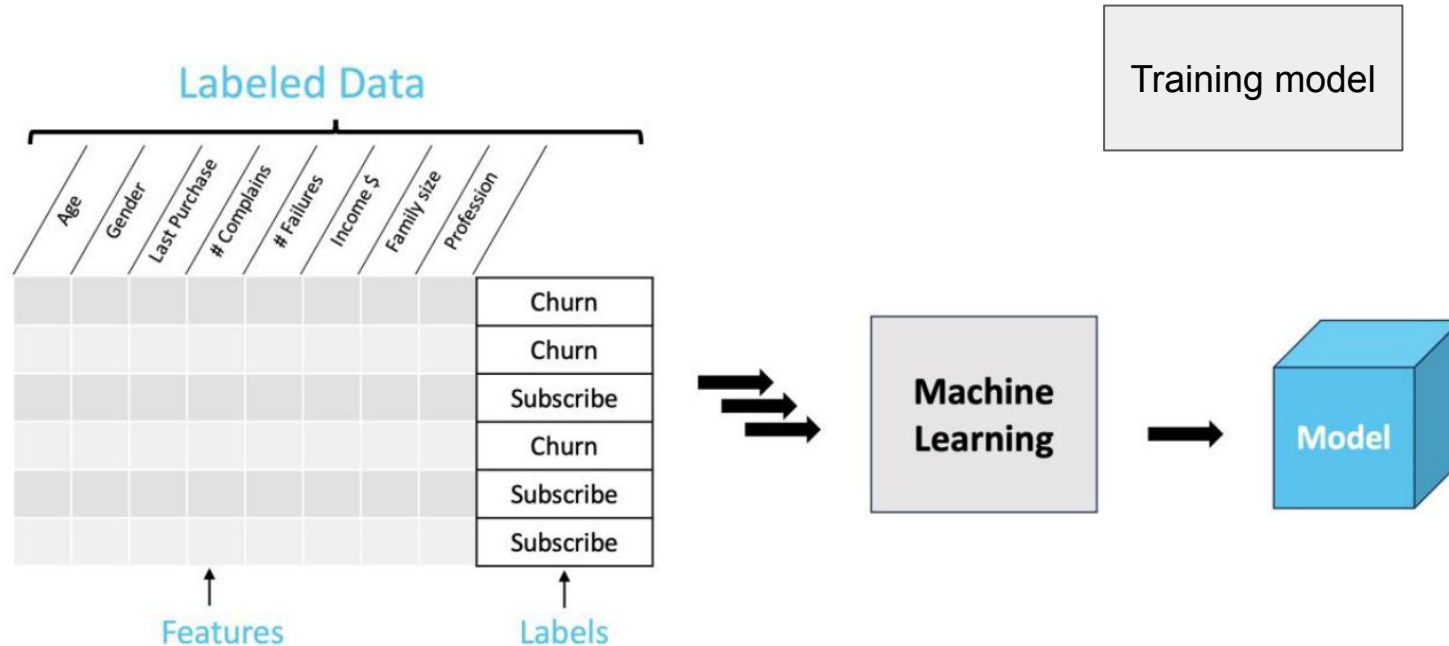 Training model
Labeled Data
Age
Gender
Last Purchase
# Complains
# Failures
Income $
Family size
Profession
Churn
Churn
Subscribe
Churn
Subscribe
Subscribe
Features
Labels
Machine
Learning
Model